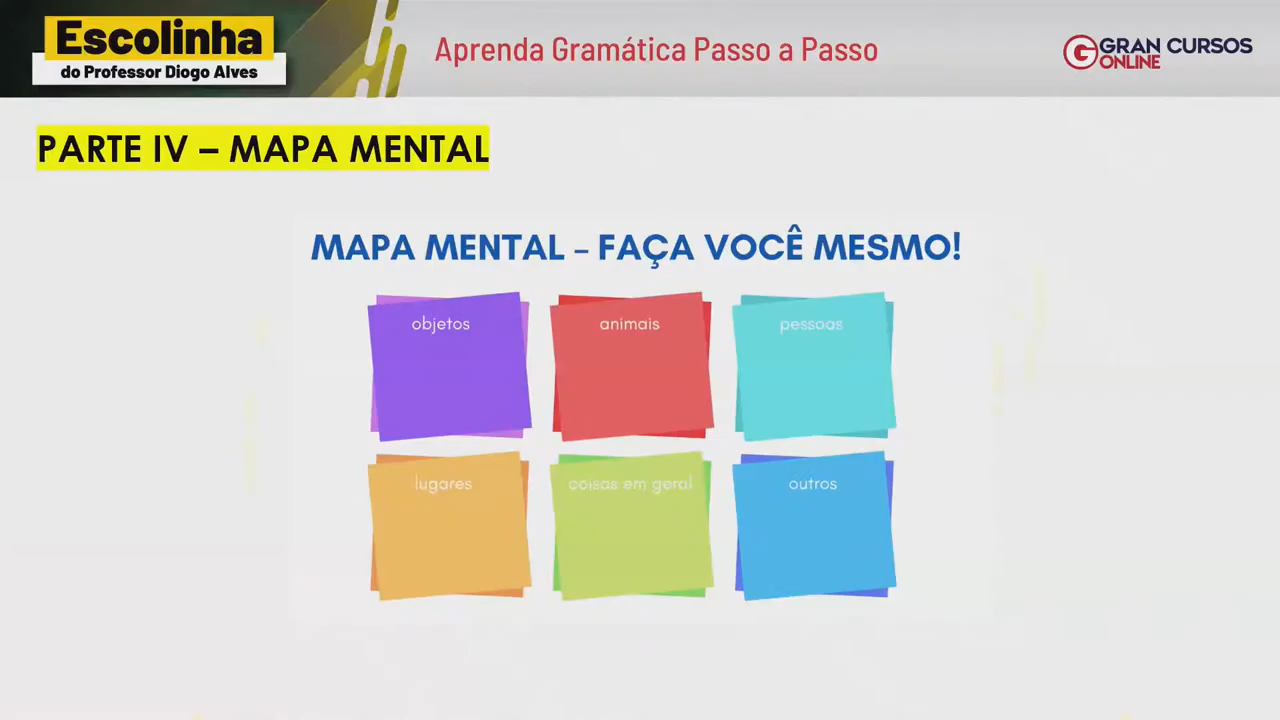 Escolinha
do Professor Diogo Alves
Aprenda Gramática Passo a Passo
GRAN CURSOS
ONLINE
PARTE IV – MAPA MENTAL
MAPA MENTAL – FAÇA VOCÊ MESMO!
objetos
animais
pessoas
lugares
coisas em geral
outros